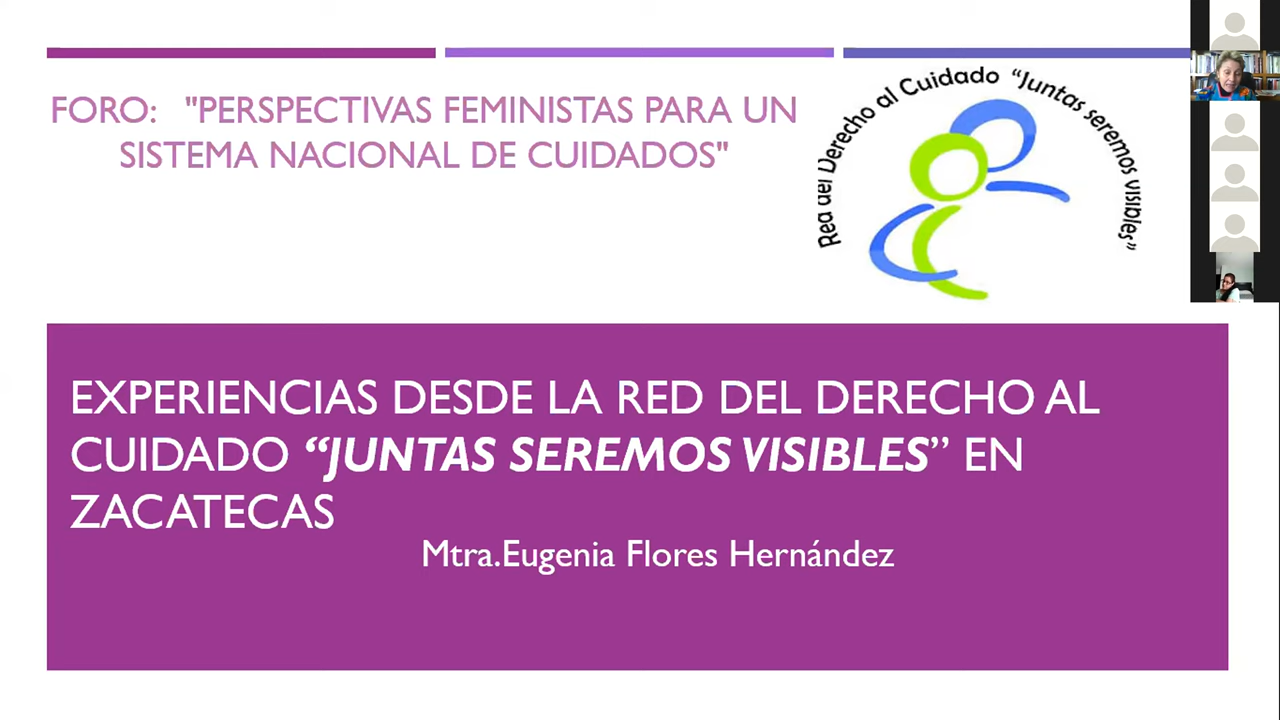 FORO: "PERSPECTIVAS FEMINISTAS PARA UN
SISTEMA NACIONAL DE CUIDADOS"
Red del Derecho al Cuidado “Juntas seremos visibles”
EXPERIENCIAS DESDE LA RED DEL DERECHO AL
CUIDADO “JUNTAS SEREMOS VISIBLES” EN
ZACATECAS
Mtra.Eugenia Flores Hernández